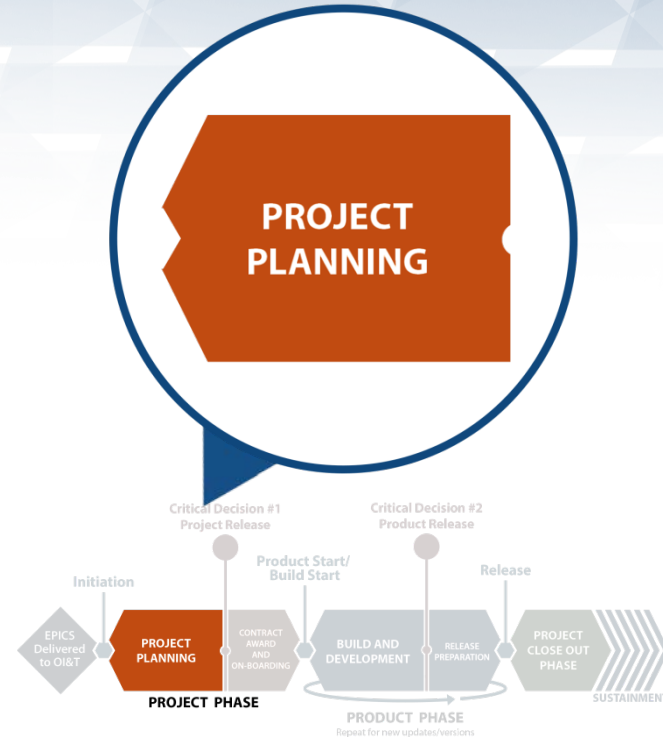 PROJECT
PLANNING
Critical Decision #1
Project Release
Critical Decision #2
Product Release
Initiation
Product Start/
Build Start
Release
EPICS
Delivered
to OI&T
PROJECT
PLANNING
CONTRACT
AWARD
AND
ON-BOARDING
BUILD AND
DEVELOPMENT
RELEASE
PREPARATION
PROJECT
CLOSE OUT
PHASE
SUSTAINMENT
PROJECT PHASE
PRODUCT PHASE
Repeat for new updates/versions